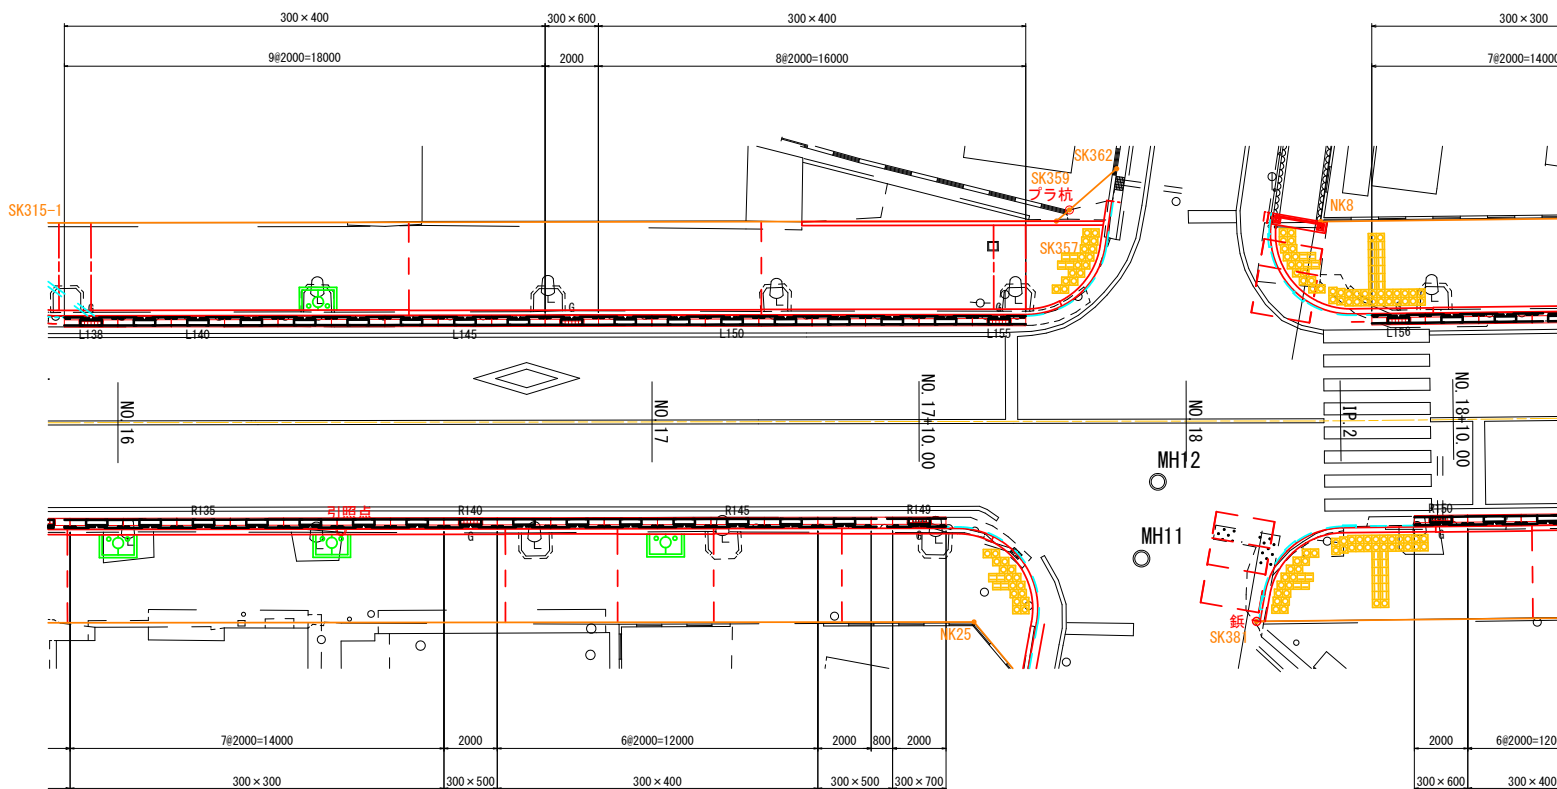 300×400
300×600
300×400
300×300
9@2000=18000
2000
8@2000=16000
7@2000=14000
SK362
SK359
プラ杭
SK315-1
NK8
SK357
G
G
G
L138
L140
L145
L150
L155
L156
NO.16
NO.17
NO.17+10.00
NO.18
IP.2
NO.18+10.00
MH12
R135
引照点
R140
R145
R149
R150
G
G
MH11
鋲
NK25
SK381
7@2000=14000
2000
6@2000=12000
2000
800
2000
2000
300×300
300×500
300×400
300×500
300×700
300×600
300×400